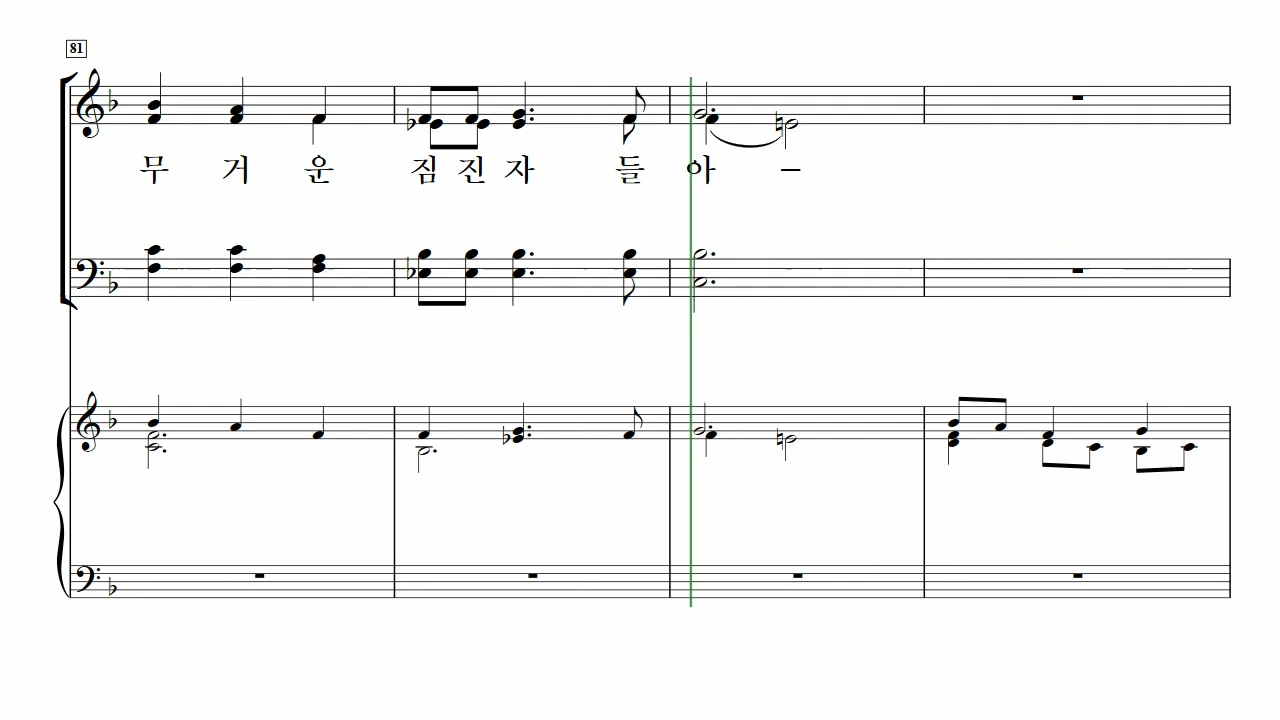 81
무 거 운 짐 진 자 들 아 –